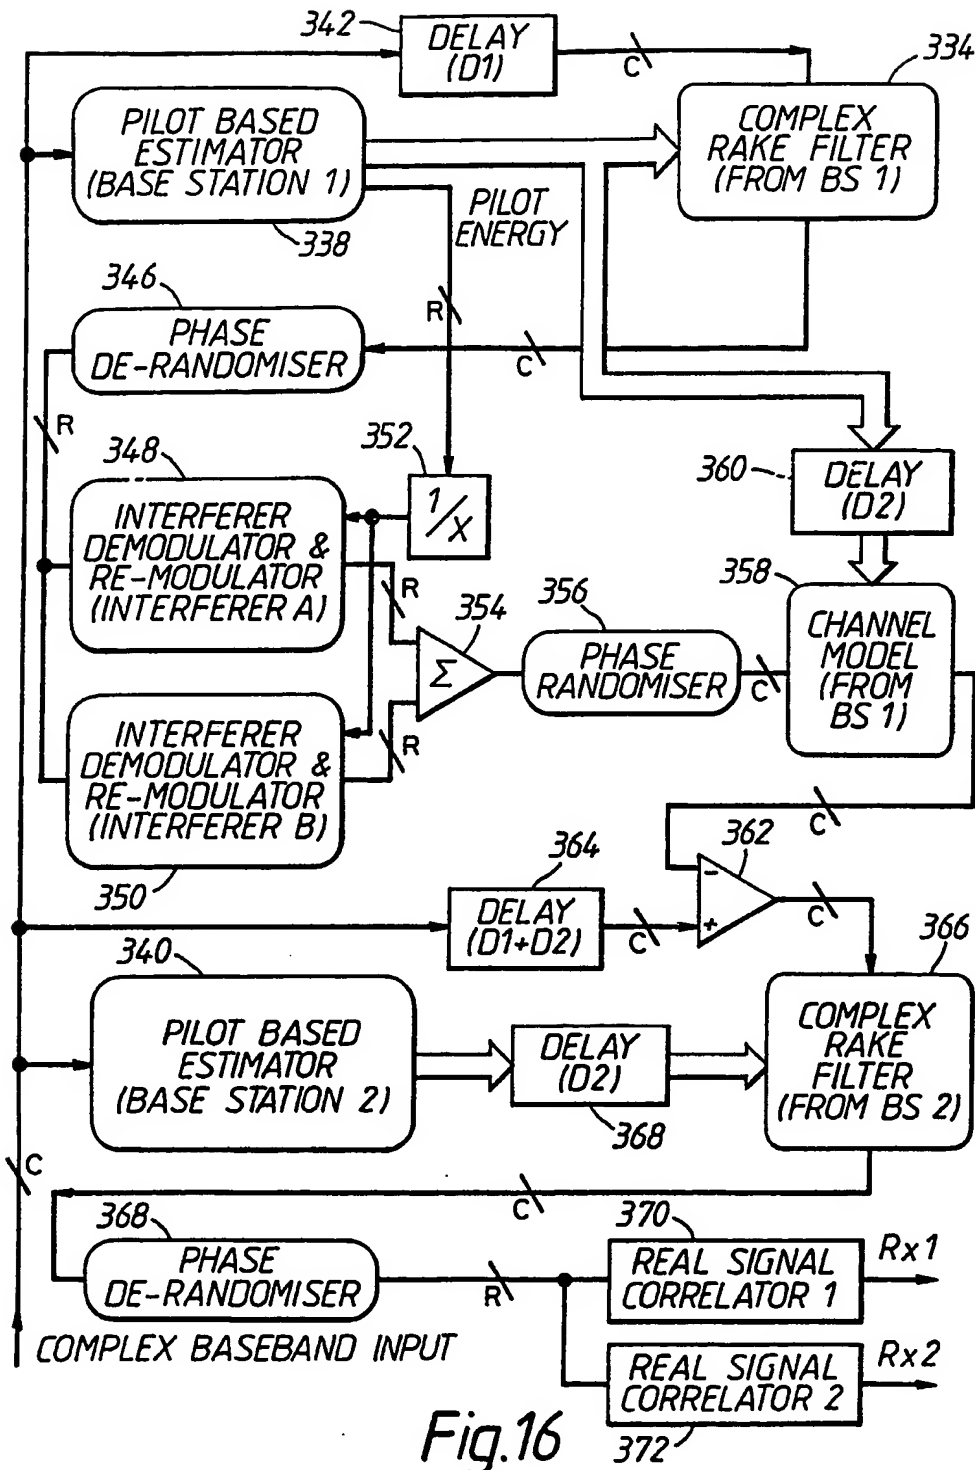 342
DELAY
(D1)
C
334
PILOT BASED
ESTIMATOR
(BASE STATION 1)
338
COMPLEX
RAKE FILTER
(FROM BS 1)
PILOT
ENERGY
346
R
PHASE
DE-RANDOMISER
C
R
348
352
1/X
360
DELAY
(D2)
INTERFERER
DEMODULATOR &
RE-MODULATOR
(INTERFERER A)
R
354
Σ
356
PHASE
RANDOMISER
C
358
CHANNEL
MODEL
(FROM
BS 1)
INTERFERER
DEMODULATOR &
RE-MODULATOR
(INTERFERER B)
R
350
C
364
362
DELAY
(D1+D2)
C
-
+
C
366
340
PILOT BASED
ESTIMATOR
(BASE STATION 2)
DELAY
(D2)
368
COMPLEX
RAKE
FILTER
(FROM BS 2)
C
C
368
PHASE
DE-RANDOMISER
R
370
REAL SIGNAL
CORRELATOR 1
Rx1
COMPLEX BASEBAND INPUT
REAL SIGNAL
CORRELATOR 2
Rx2
372
Fig.16